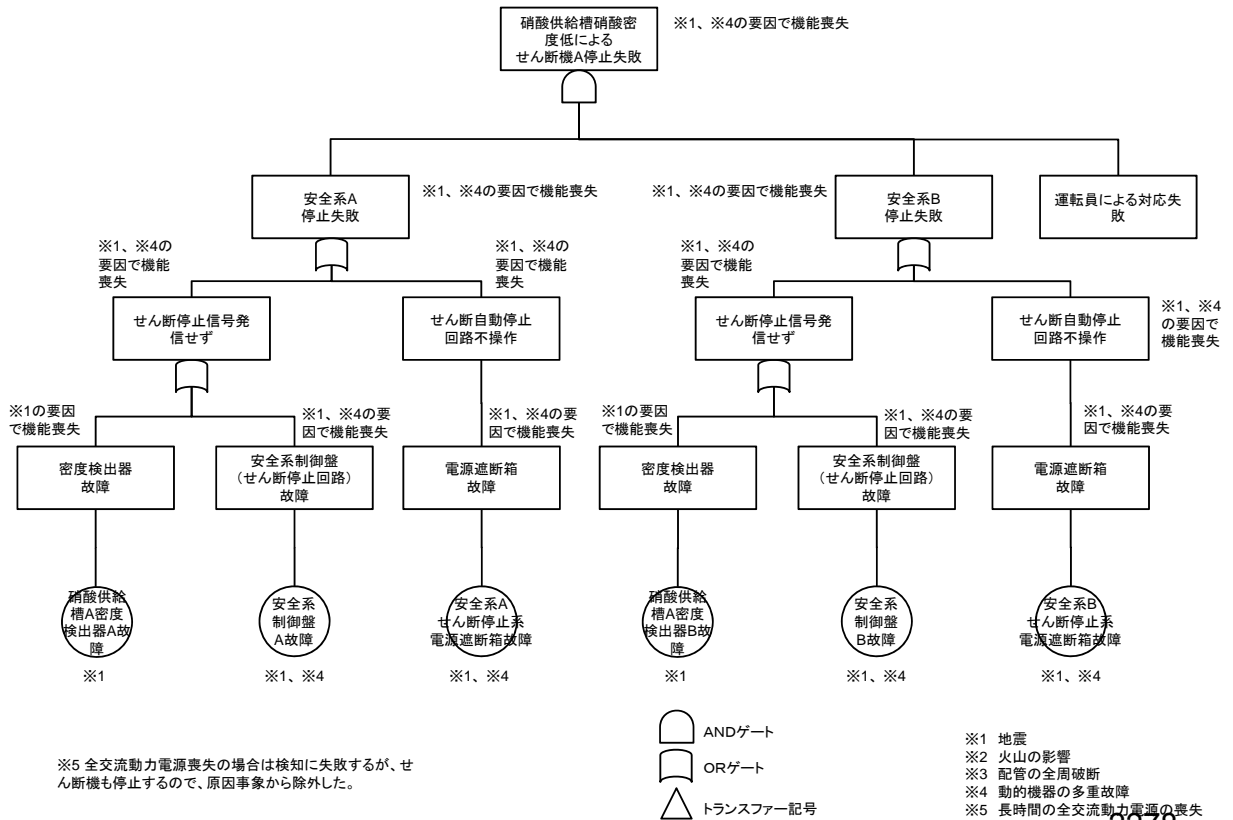 硝酸供給槽硝酸密
度低による
せん断機A停止失敗
※1、※4の要因で機能喪失
安全系A
停止失敗
※1、※4の要因で機能喪失
※1、※4の要因で機能喪失
安全系B
停止失敗
運転員による対応失
敗
※1、※4の
要因で機能
喪失
※1、※4の
要因で機能
喪失
※1、※4の
要因で機能
喪失
※1、※4の
要因で機能
喪失
せん断停止信号発
信せず
せん断自動停止
回路不操作
せん断停止信号発
信せず
せん断自動停止
回路不操作
※1、※4
の要因で
機能喪失
※1の要因
で機能喪失
※1、※4の要
因で機能喪失
※1、※4の要
因で機能喪失
※1の要因
で機能喪失
※1、※4の要
因で機能喪失
※1、※4の要
因で機能喪失
密度検出器
故障
安全系制御盤
（せん断停止回路）
故障
電源遮断箱
故障
密度検出器
故障
安全系制御盤
（せん断停止回路）
故障
電源遮断箱
故障
硝酸供給
槽A密度
検出器A故
障
安全系
制御盤
A故障
安全系A
せん断停止系
電源遮断箱故障
硝酸供給
槽A密度
検出器B故
障
安全系
制御盤
B故障
安全系B
せん断停止系
電源遮断箱故障
※1
※1、※4
※1、※4
※1
※1、※4
※1、※4
※5 全交流動力電源喪失の場合は検知に失敗するが、せ
ん断機も停止するので、原因事象から除外した。
ANDゲート
ORゲート
トランスファー記号
※1 地震
※2 火山の影響
※3 配管の全周破断
※4 動的機器の多重故障
※5 長時間の全交流動力電源の喪失